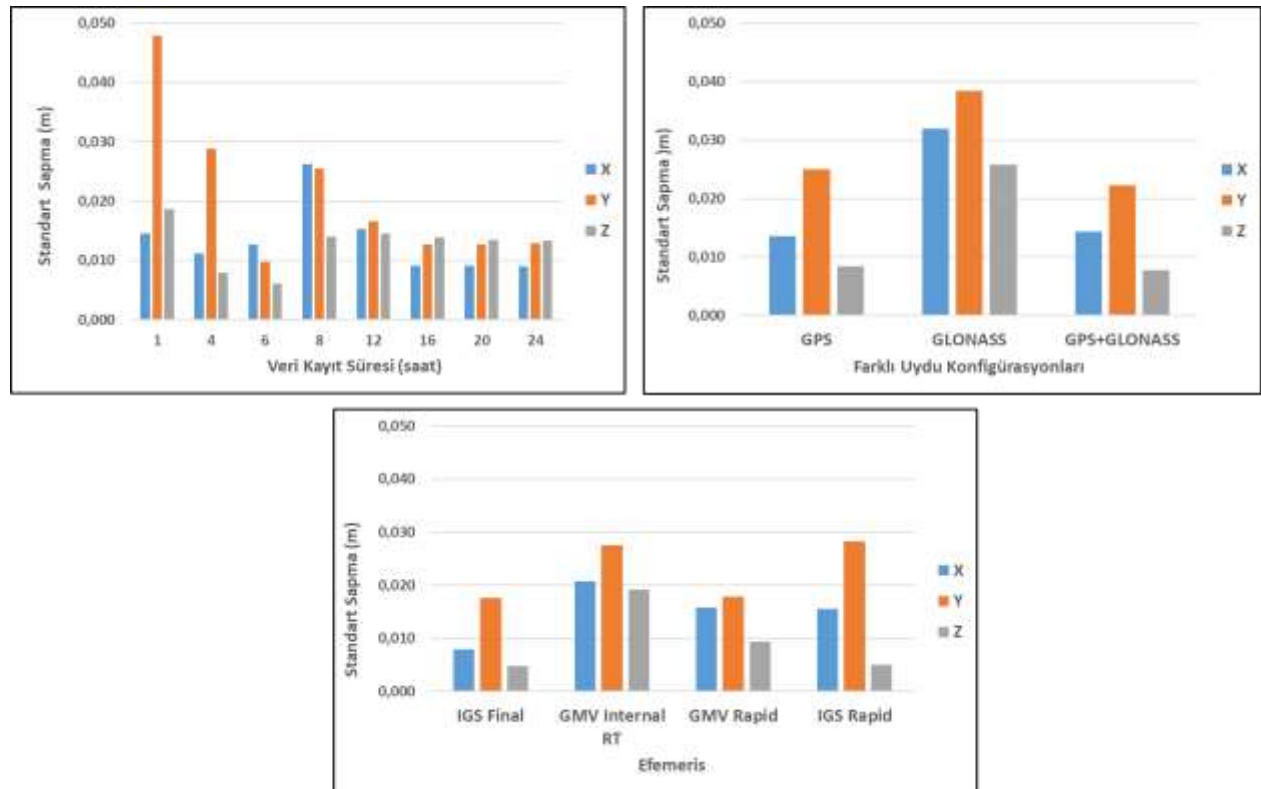 0,050
0,040
0,030
0,020
0,010
0,000
Standart Sapma (m)
1 4 6 8 12 16 20 24
Veri Kayıt Süresi (saat)
X
Y
Z
0,050
0,040
0,030
0,020
0,010
0,000
Standart Sapma )m)
GPS GLONASS GPS+GLONASS
Farklı Uydu Konfigürasyonları
X
Y
Z
0,050
0,040
0,030
0,020
0,010
0,000
Standart Sapma (m)
IGS Final GMV Internal GMV Rapid IGS Rapid
RT
Efemeris
X
Y
Z